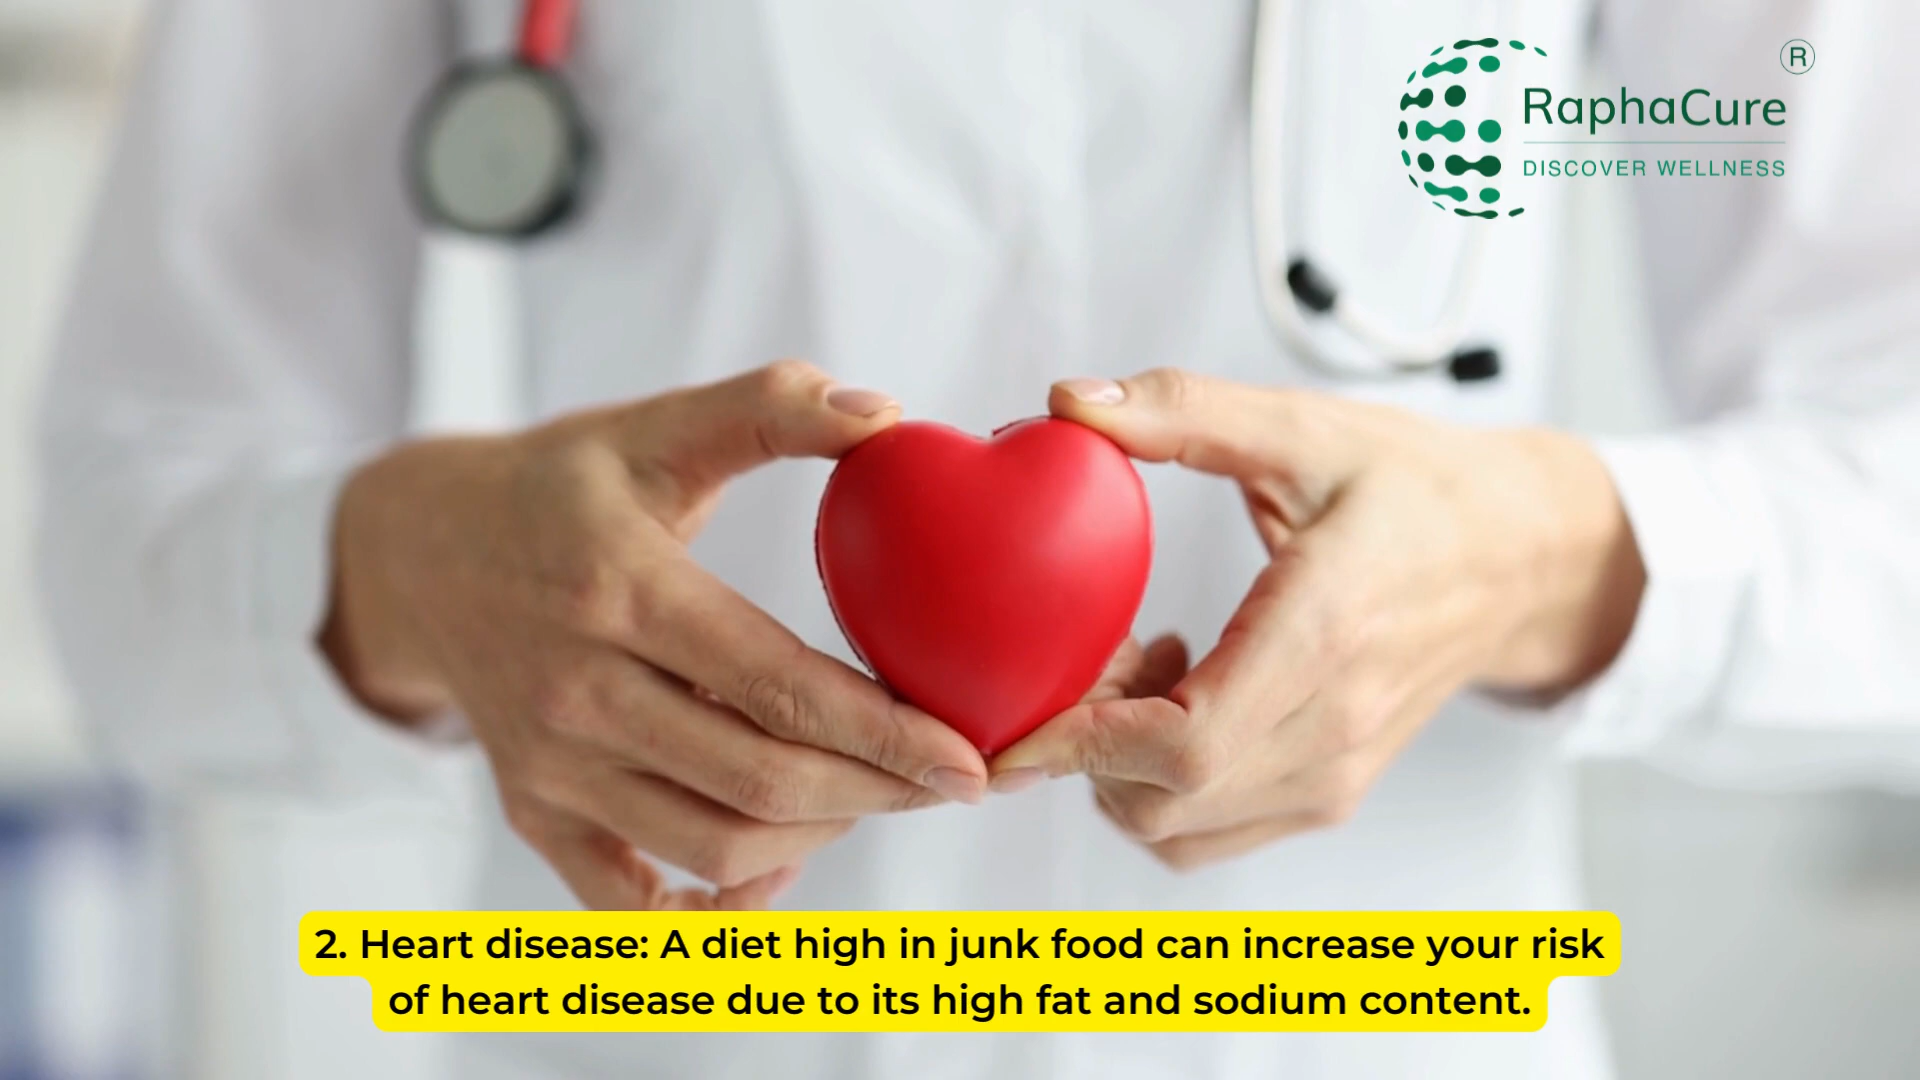 RaphaCure ®
DISCOVER WELLNESS
2. Heart disease: A diet high in junk food can increase your risk
of heart disease due to its high fat and sodium content.